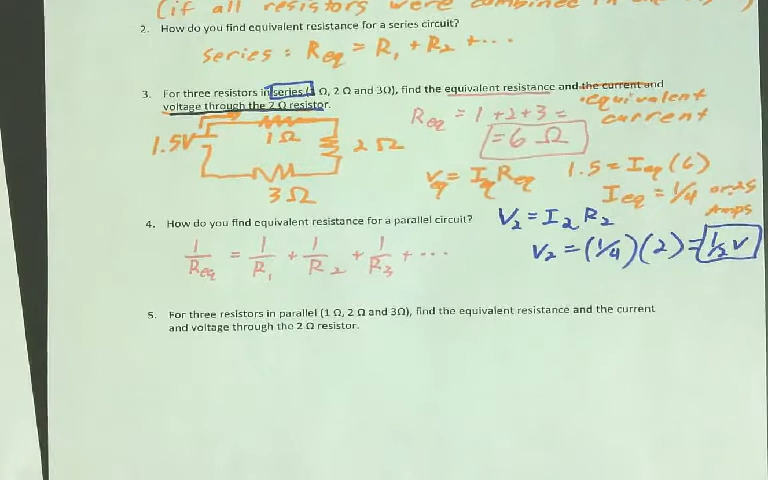 (if all resistors were combined in
2. How do you find equivalent resistance for a series circuit?
series : Req = R1 + R2 + ...
3. For three resistors in series (1 Ω, 2 Ω and 3Ω), find the equivalent resistance and the current and
voltage through the 2 Ω resistor.
• equivalent
current
Req = 1 + 2 + 3 =
= 6 Ω
1.5V
1Ω
2Ω
3Ω
Veq = Ieq Req
1.5 = Ieq (6)
Ieq = 1/4 or .25
Amps
4. How do you find equivalent resistance for a parallel circuit?
V2 = I2 R2
V2 = (1/4)(2) = 1/2 V
1/Req = 1/R1 + 1/R2 + 1/R3 + ...
5. For three resistors in parallel (1 Ω, 2 Ω and 3Ω), find the equivalent resistance and the current
and voltage through the 2 Ω resistor.